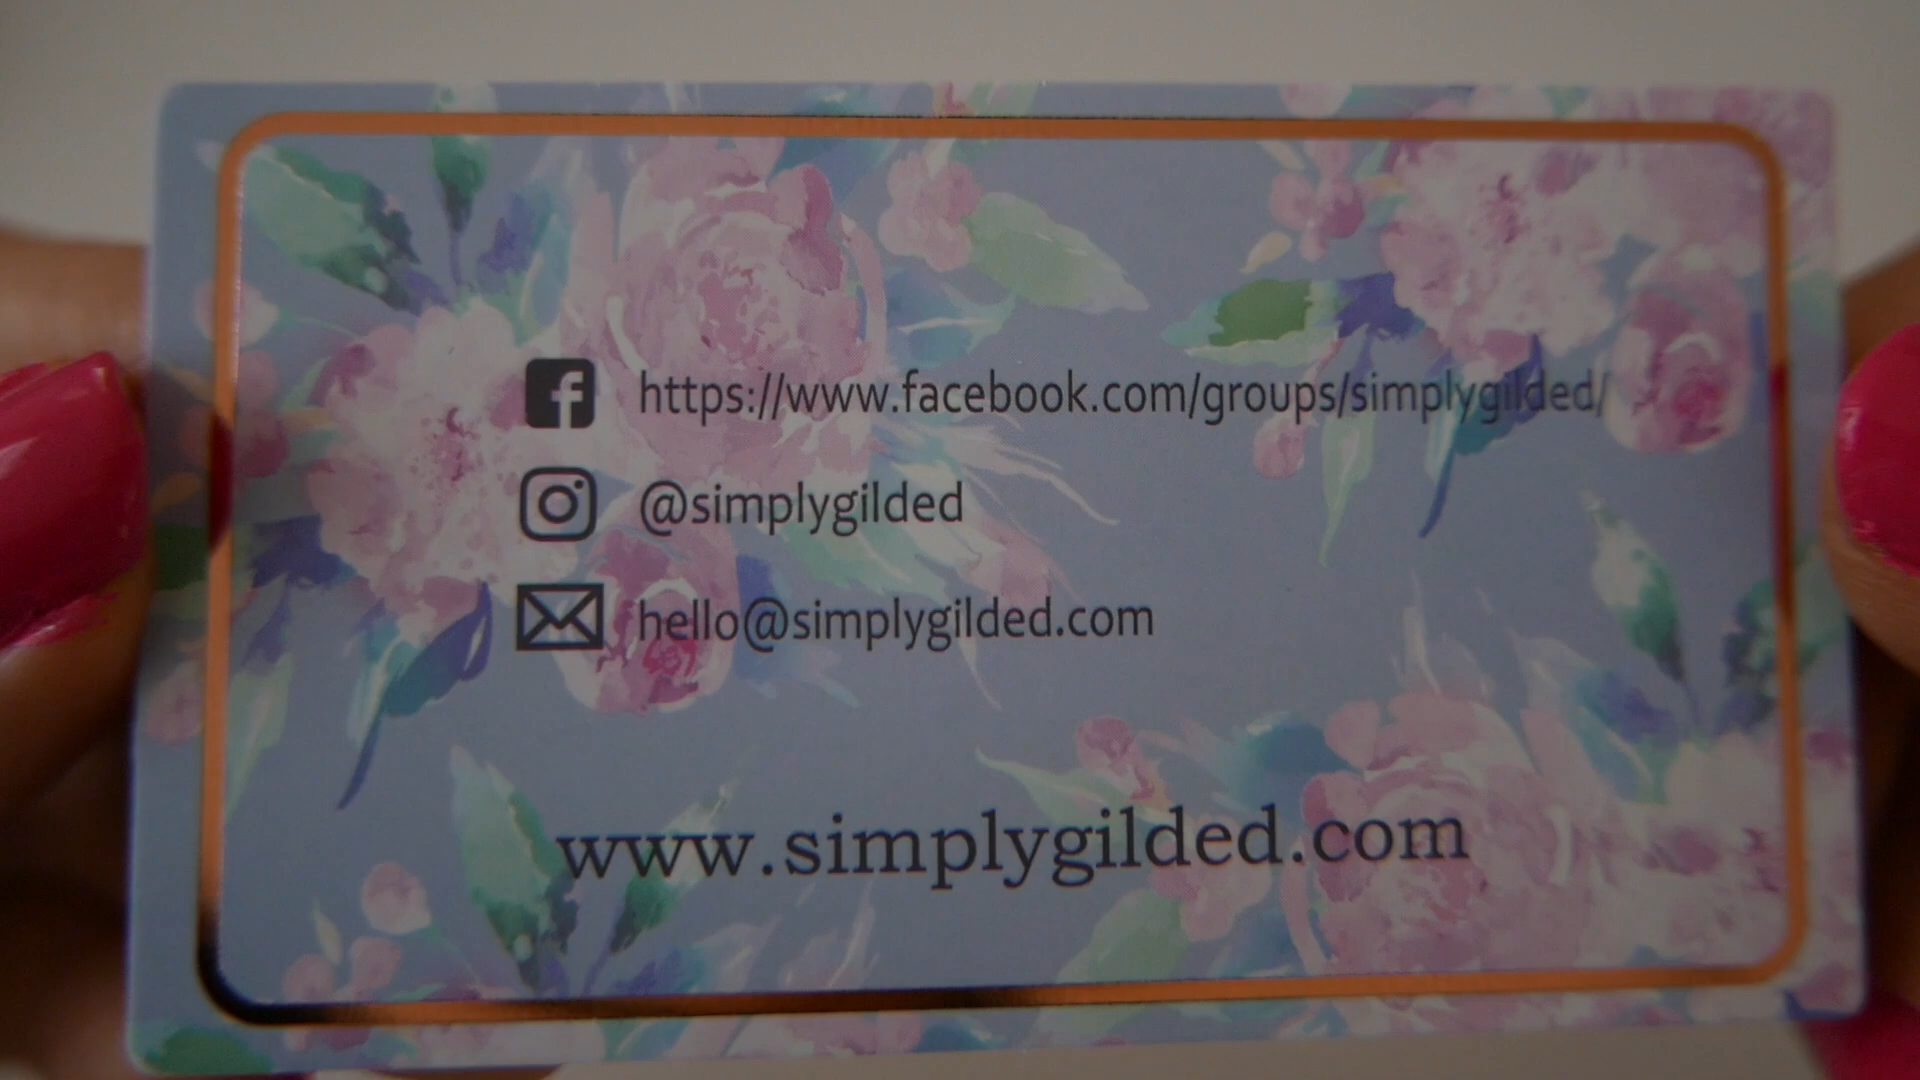 https://www.facebook.com/groups/simplygilded/
@simplygilded
hello@simplygilded.com
www.simplygilded.com